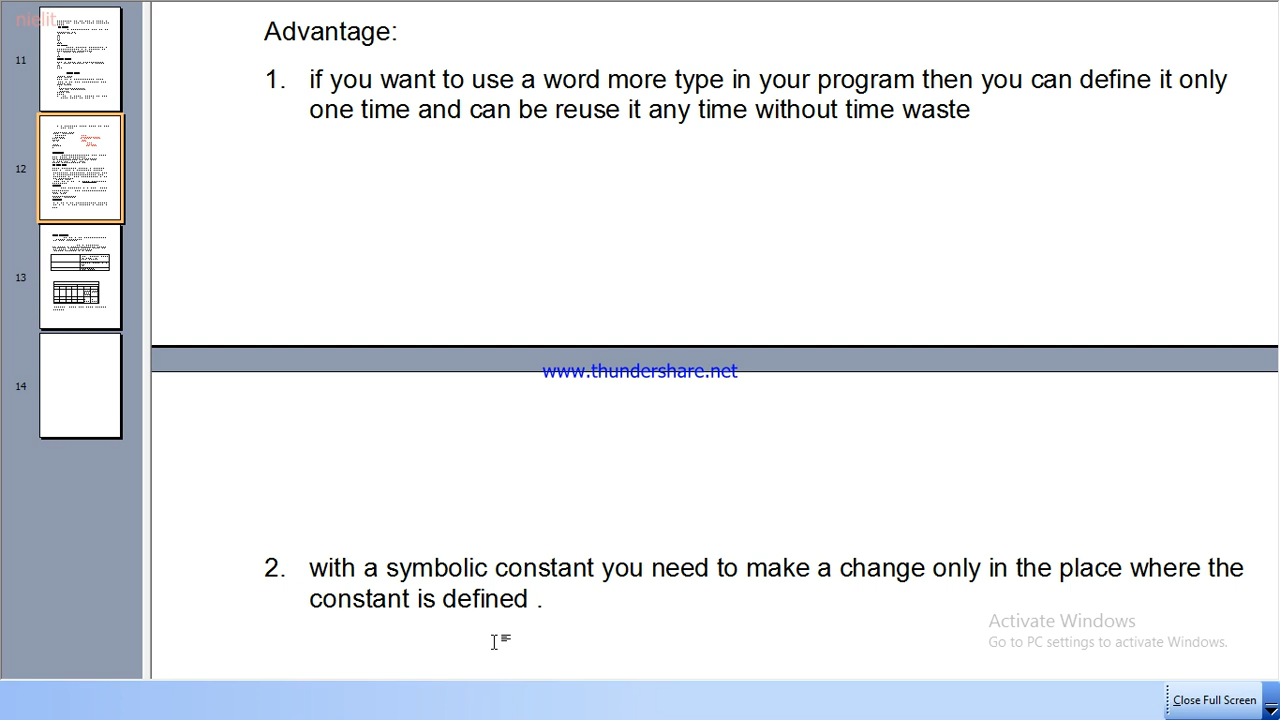 nielit
11
12
13
14
Advantage:
1. if you want to use a word more type in your program then you can define it only
one time and can be reuse it any time without time waste
www.thundershare.net
2. with a symbolic constant you need to make a change only in the place where the
constant is defined .
Activate Windows
Go to PC settings to activate Windows.
Close Full Screen